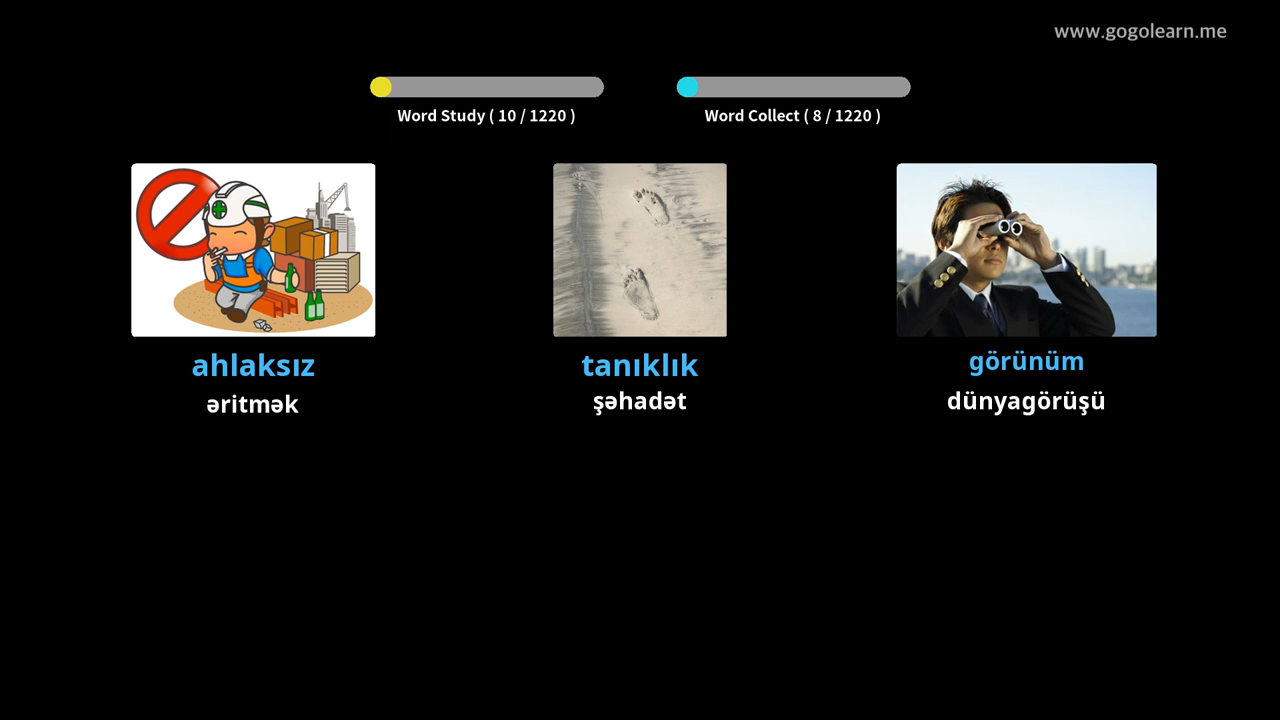 www.gogolearn.me
Word Study ( 10 / 1220 )
Word Collect ( 8 / 1220 )
ahlaksız
əritmək
tanıklık
şəhadət
görünüm
dünyagörüşü